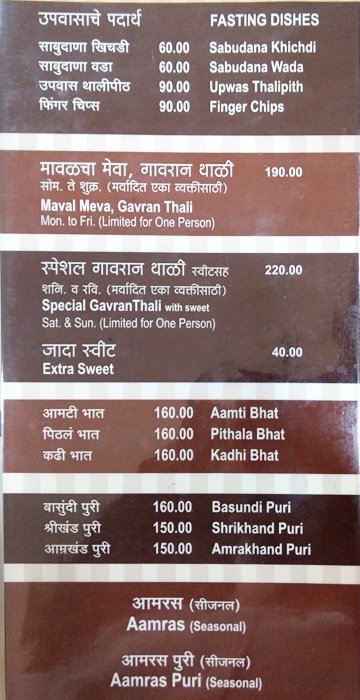 उपवासाचे पदार्थ FASTING DISHES
साबुदाणा खिचडी 60.00 Sabudana Khichdi
साबुदाणा वडा 60.00 Sabudana Wada
उपवास थालीपीठ 90.00 Upwas Thalipith
फिंगर चिप्स 90.00 Finger Chips
मावळचा मेवा, गावरान थाळी 190.00
सोम. ते शुक्र. (मर्यादित एका व्यक्तीसाठी)
Maval Meva, Gavran Thali
Mon. to Fri. (Limited for One Person)
स्पेशल गावरान थाळी स्वीटसह 220.00
शनि. व रवि. (मर्यादित एका व्यक्तीसाठी)
Special GavranThali with sweet
Sat. & Sun. (Limited for One Person)
जादा स्वीट 40.00
Extra Sweet
आमटी भात 160.00 Aamti Bhat
पिठलं भात 160.00 Pithala Bhat
कढी भात 160.00 Kadhi Bhat
बासुंदी पुरी 160.00 Basundi Puri
श्रीखंड पुरी 150.00 Shrikhand Puri
आम्रखंड पुरी 150.00 Amrakhand Puri
आमरस (सीजनल)
Aamras (Seasonal)
आमरस पुरी (सीजनल)
Aamras Puri (Seasonal)